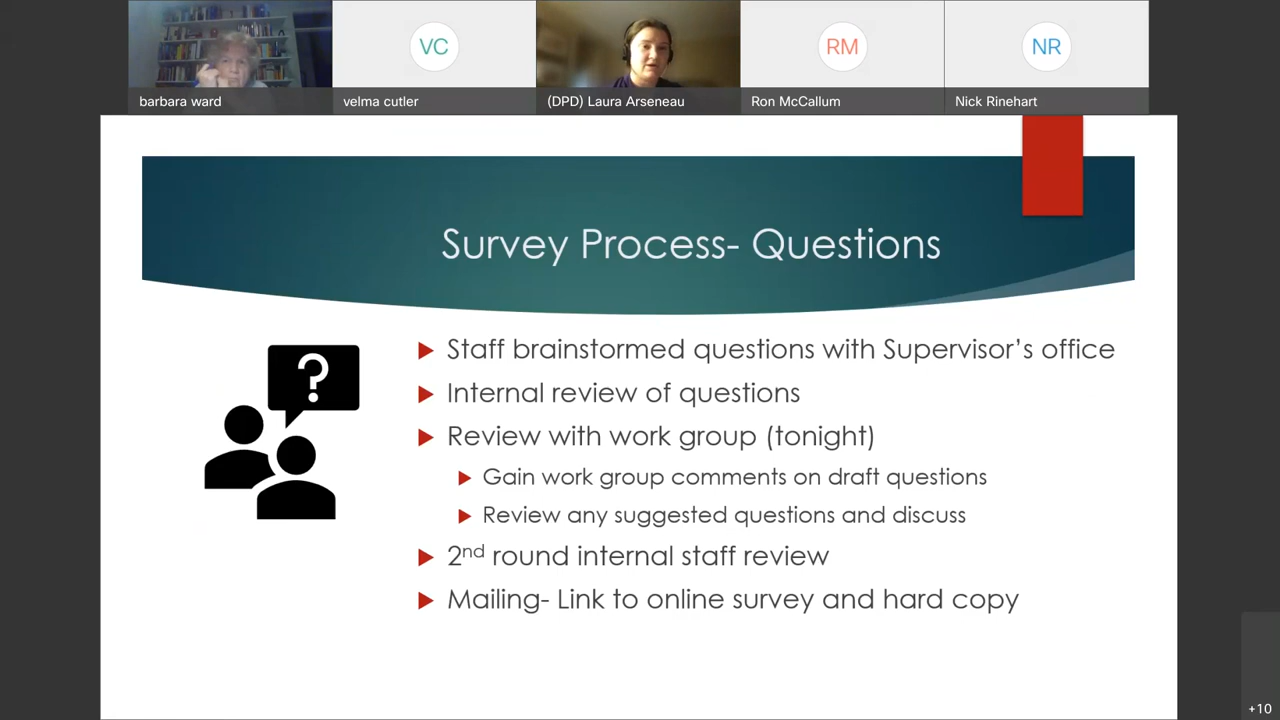 VC
RM
NR
barbara ward
velma cutler
(DPD) Laura Arseneau
Ron McCallum
Nick Rinehart
Survey Process- Questions
?
Staff brainstormed questions with Supervisor's office
Internal review of questions
Review with work group (tonight)
Gain work group comments on draft questions
Review any suggested questions and discuss
2nd round internal staff review
Mailing- Link to online survey and hard copy
+10